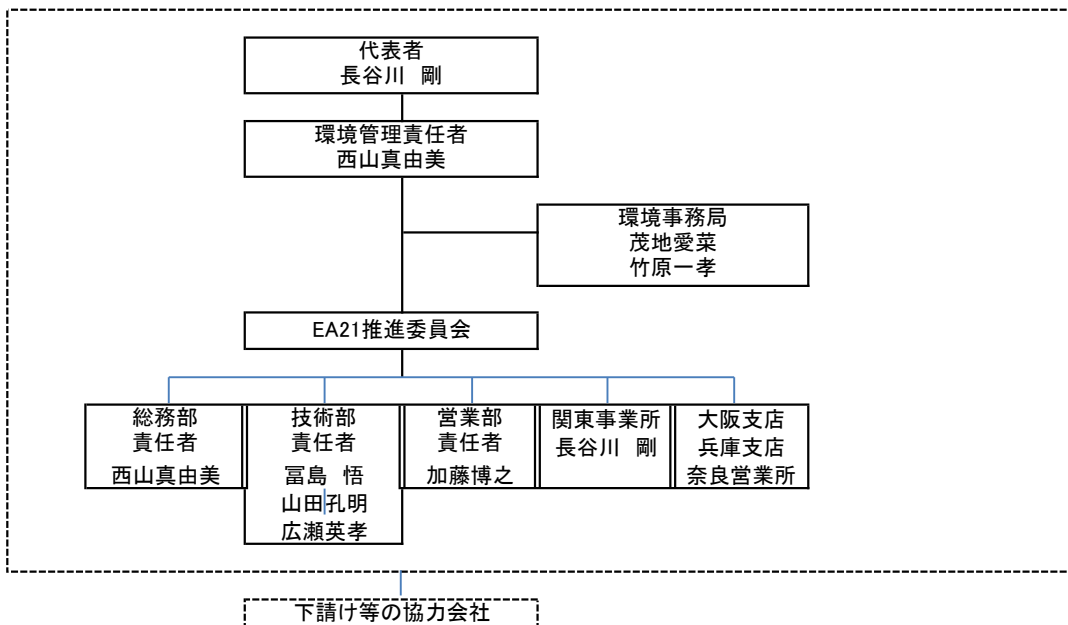 代表者
長谷川 剛
環境管理責任者
西山真由美
環境事務局
茂地愛菜
竹原一孝
EA21推進委員会
総務部
責任者
西山真由美
技術部
責任者
冨島 悟
山田孔明
広瀬英孝
営業部
責任者
加藤博之
関東事業所
長谷川 剛
大阪支店
兵庫支店
奈良営業所
下請け等の協力会社